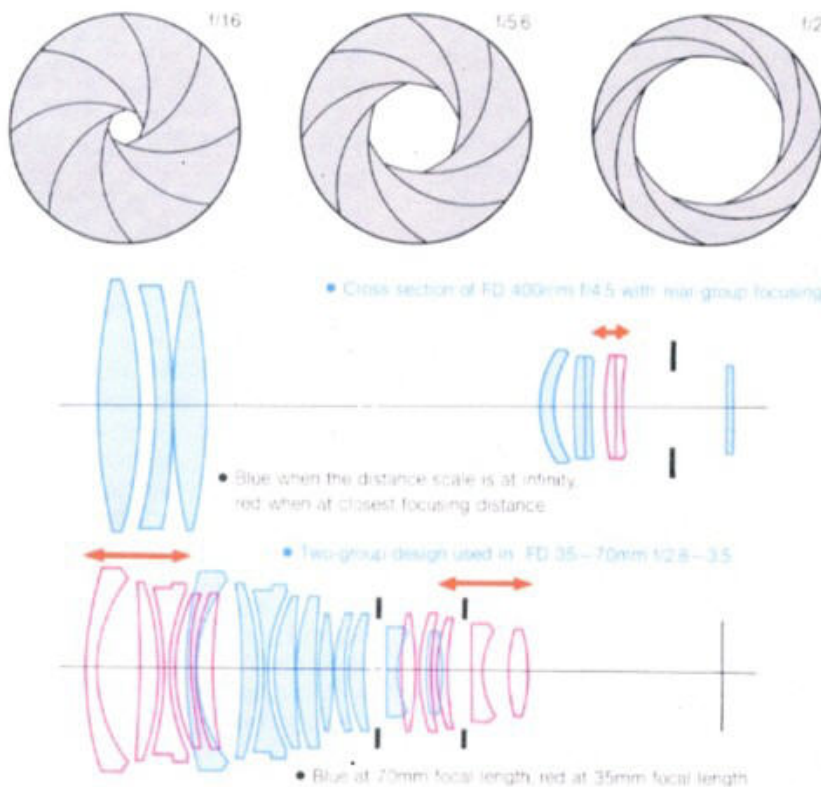 f/16
f/5.6
f/2
● Cross section of FD 400mm f/4.5 with rear group focusing
● Blue when the distance scale is at infinity,
red when at closest focusing distance
● Two-group design used in FD 35–70mm f/2.8–3.5
● Blue at 70mm focal length, red at 35mm focal length